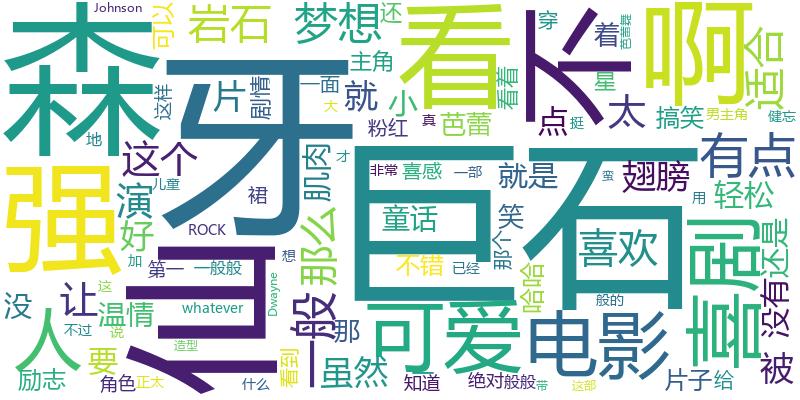 Johnson
森
可以
岩石
梦想
还
看
不
穿
着
芭蕾舞
啊
适合
牙
片
剧情
一面
主角
就
小
看着
星
粉红
芭蕾
点
太
搞笑
真
男主角
大
健忘
挺
这样
地
强
这个
儿童
演
好
加
ROCK
裙
肌肉
才
非常
喜感
一部
就是
蛮
翅膀
有点
用
轻松
巨石
童话
笑
那个
喜欢
喜剧
还是
仙
那么
想
不错
已经
哈哈
般的
没有
第一
一般般
没
让
这
温情
whatever
Dwayne
一般
那
可爱
电影
被
人
不过
说
造型
要
看到
虽然
励志
角色
正太
什么
知道
绝对
般般
带
这部
片子
给